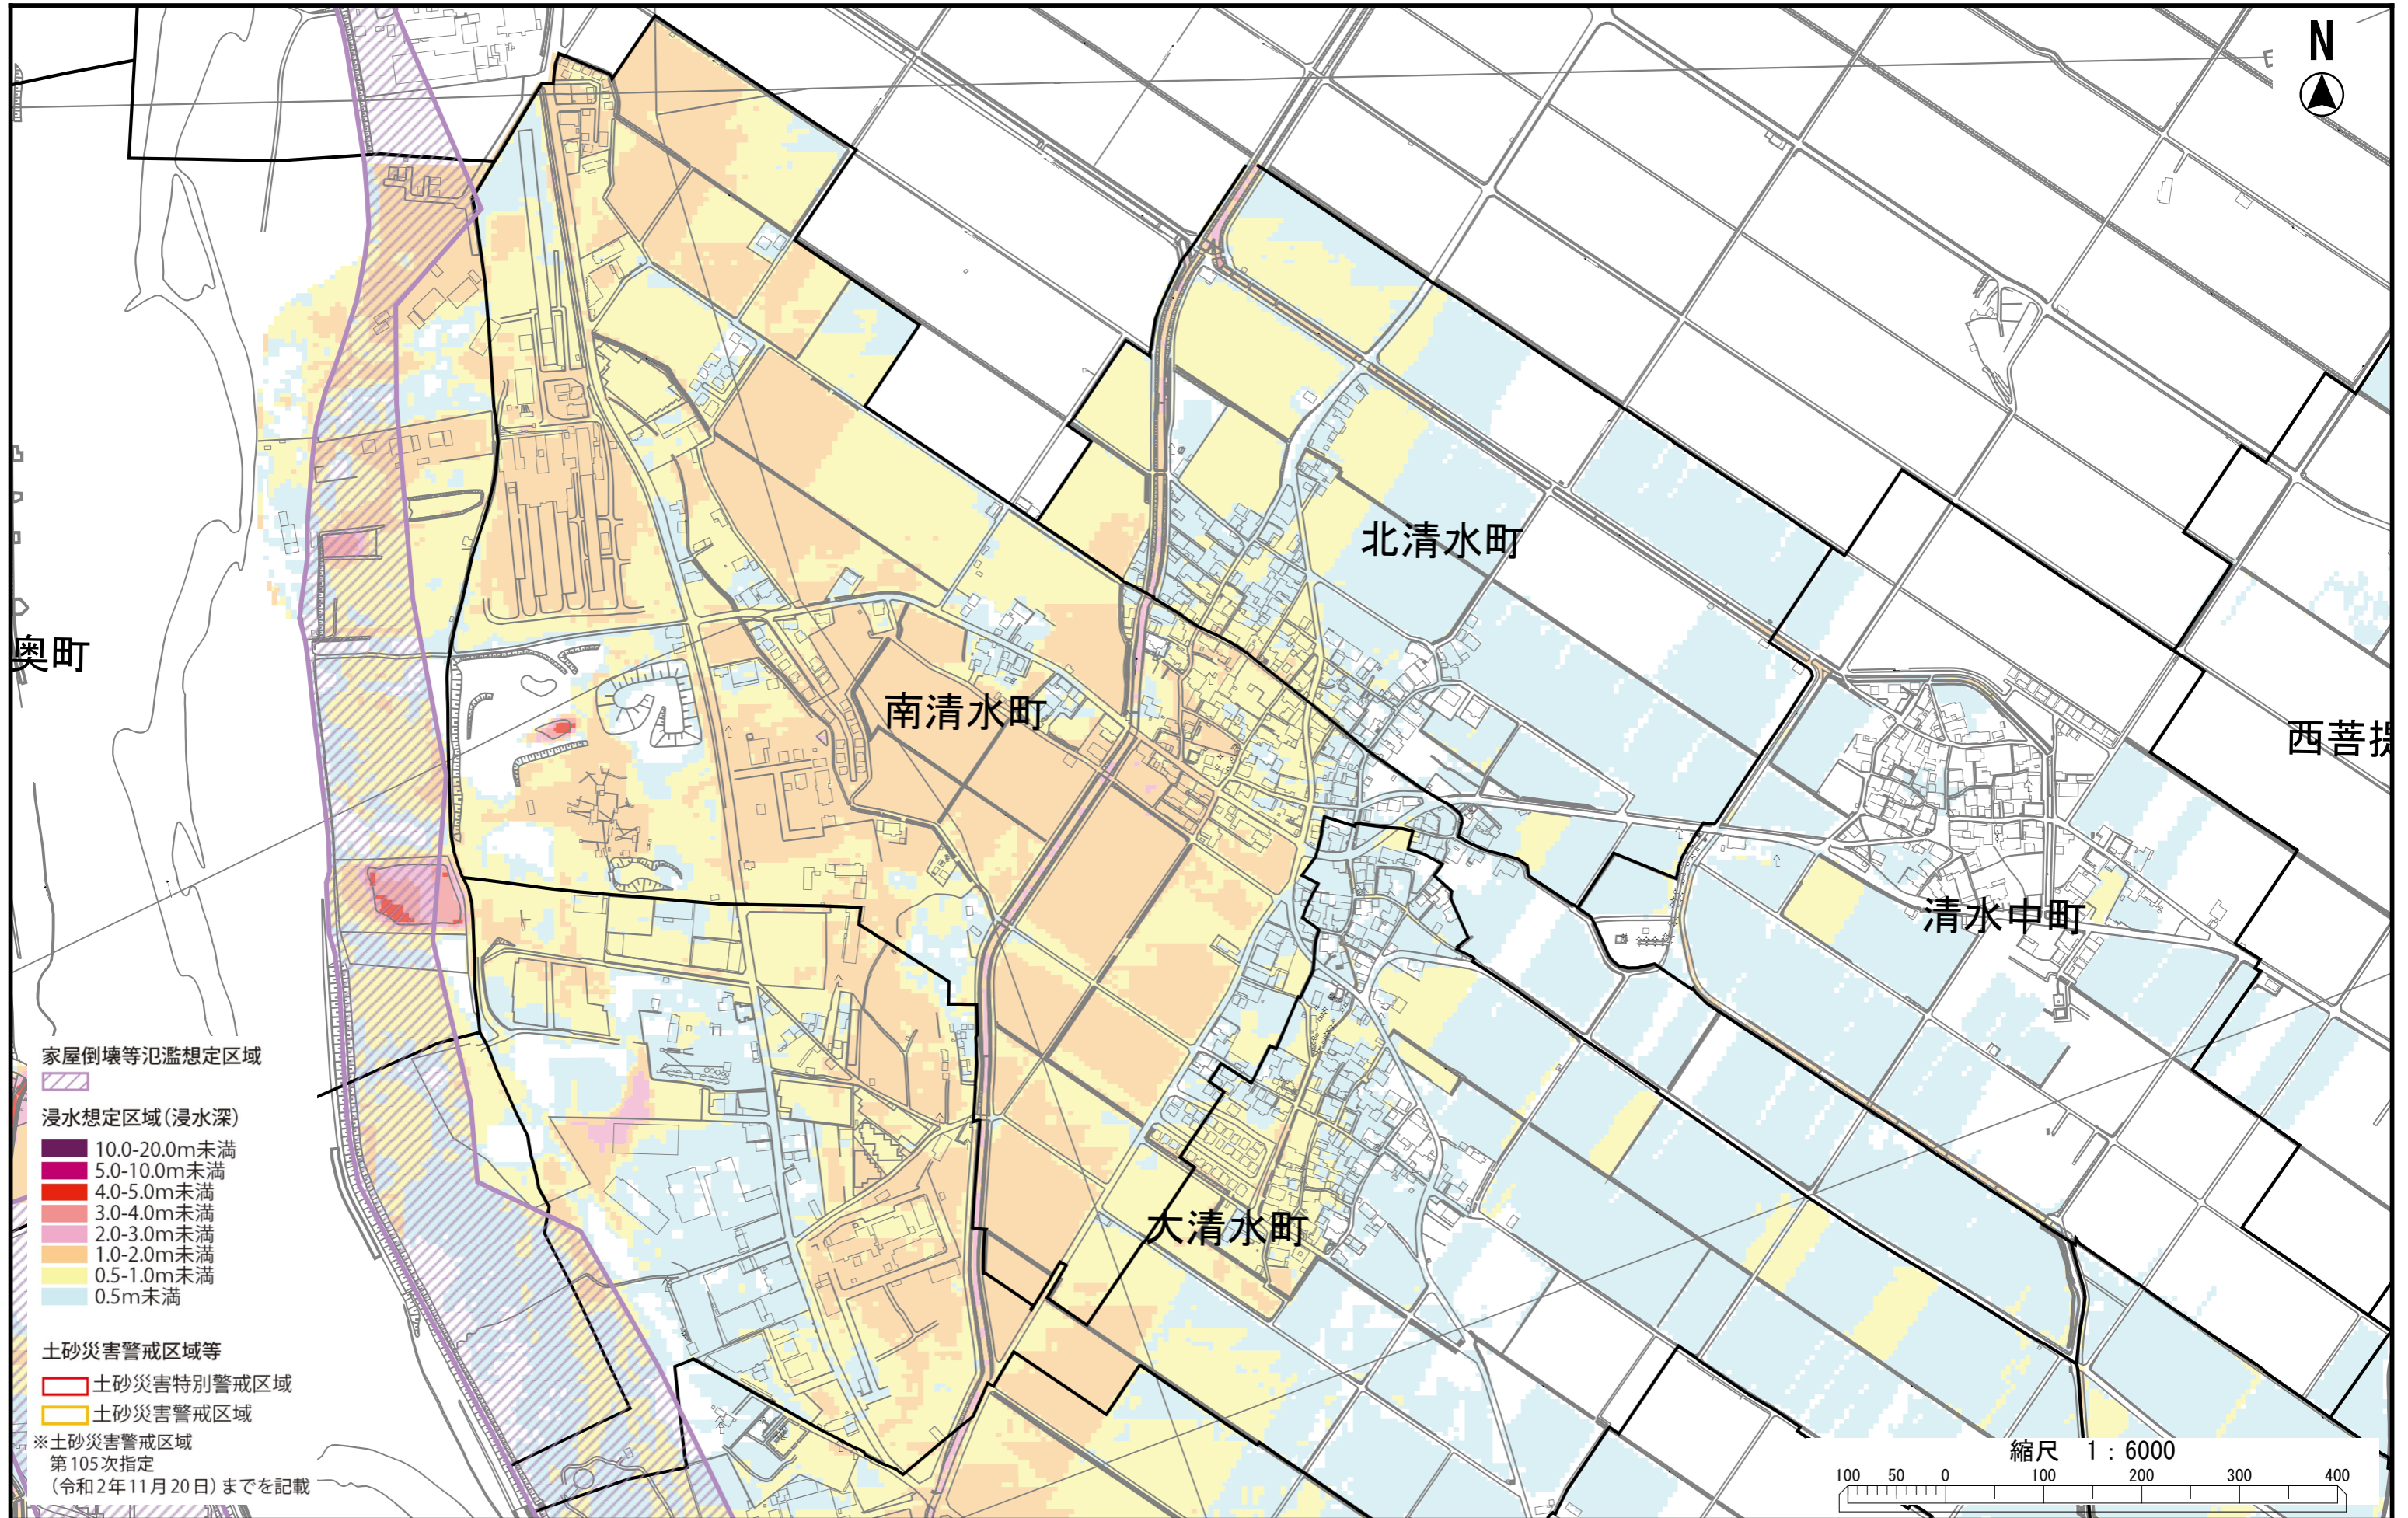 N
北清水町
奥町
南清水町
西菩提
清水中町
大清水町
家屋倒壊等氾濫想定区域
浸水想定区域(浸水深)
10.0-20.0m未満
5.0-10.0m未満
4.0-5.0m未満
3.0-4.0m未満
2.0-3.0m未満
1.0-2.0m未満
0.5-1.0m未満
0.5m未満
土砂災害警戒区域等
土砂災害特別警戒区域
土砂災害警戒区域
※土砂災害警戒区域
第105次指定
(令和2年11月20日)までを記載
縮尺 1:6000
100 50 0 100 200 300 400